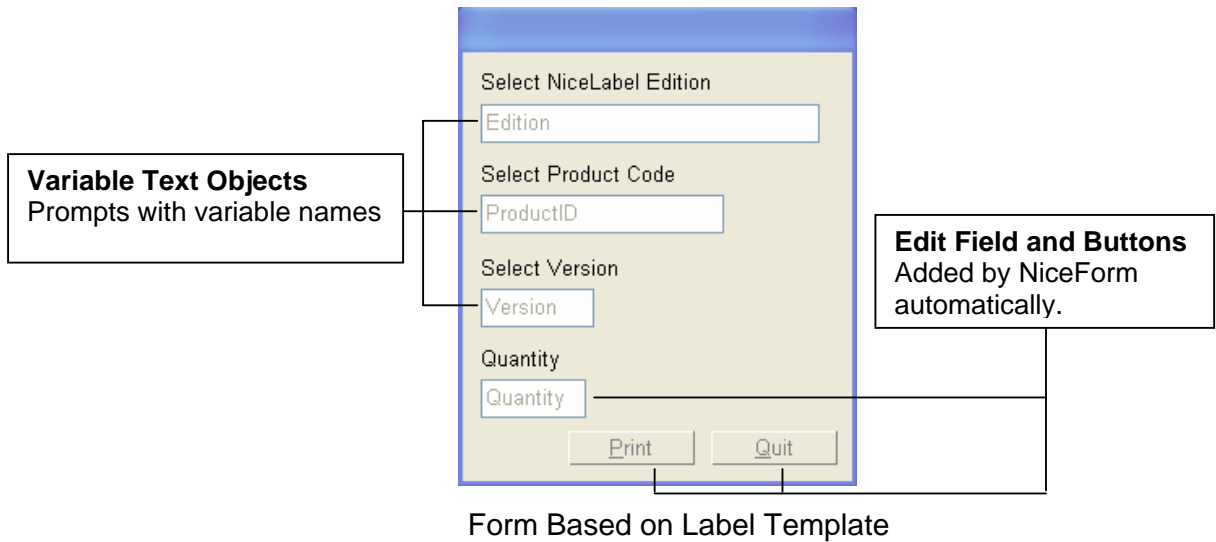 Select NiceLabel Edition
Edition
Variable Text Objects
Prompts with variable names
Select Product Code
ProductID
Edit Field and Buttons
Added by NiceForm
automatically.
Select Version
Version
Quantity
Quantity
Print
Quit
Form Based on Label Template